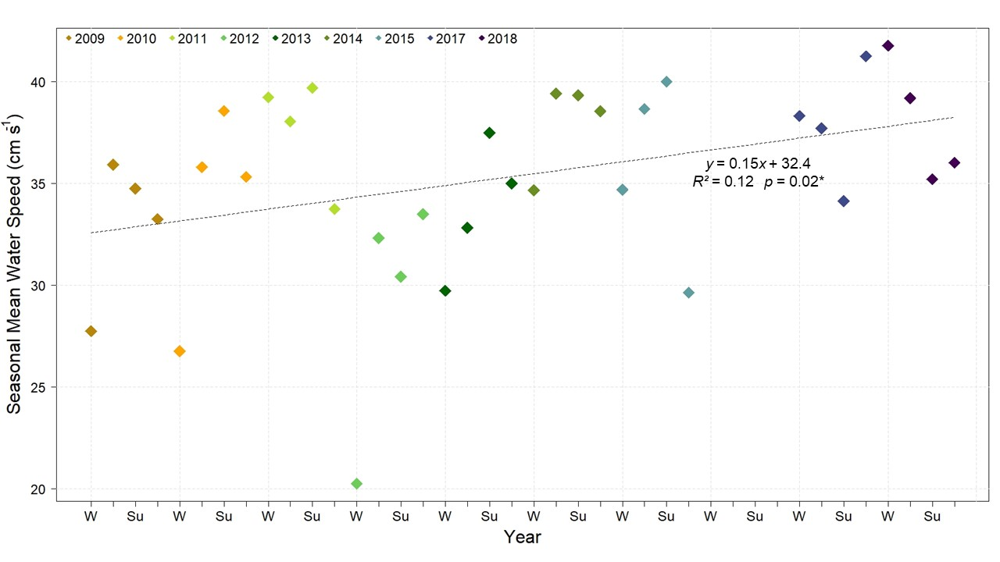 2009 2010 2011 2012 2013 2014 2015 2017 2018
Seasonal Mean Water Speed (cm s⁻¹)
40
35
30
25
20
y = 0.15x + 32.4
R² = 0.12 p = 0.02*
W Su W Su W Su W Su W Su W Su W Su W Su W Su W Su
Year